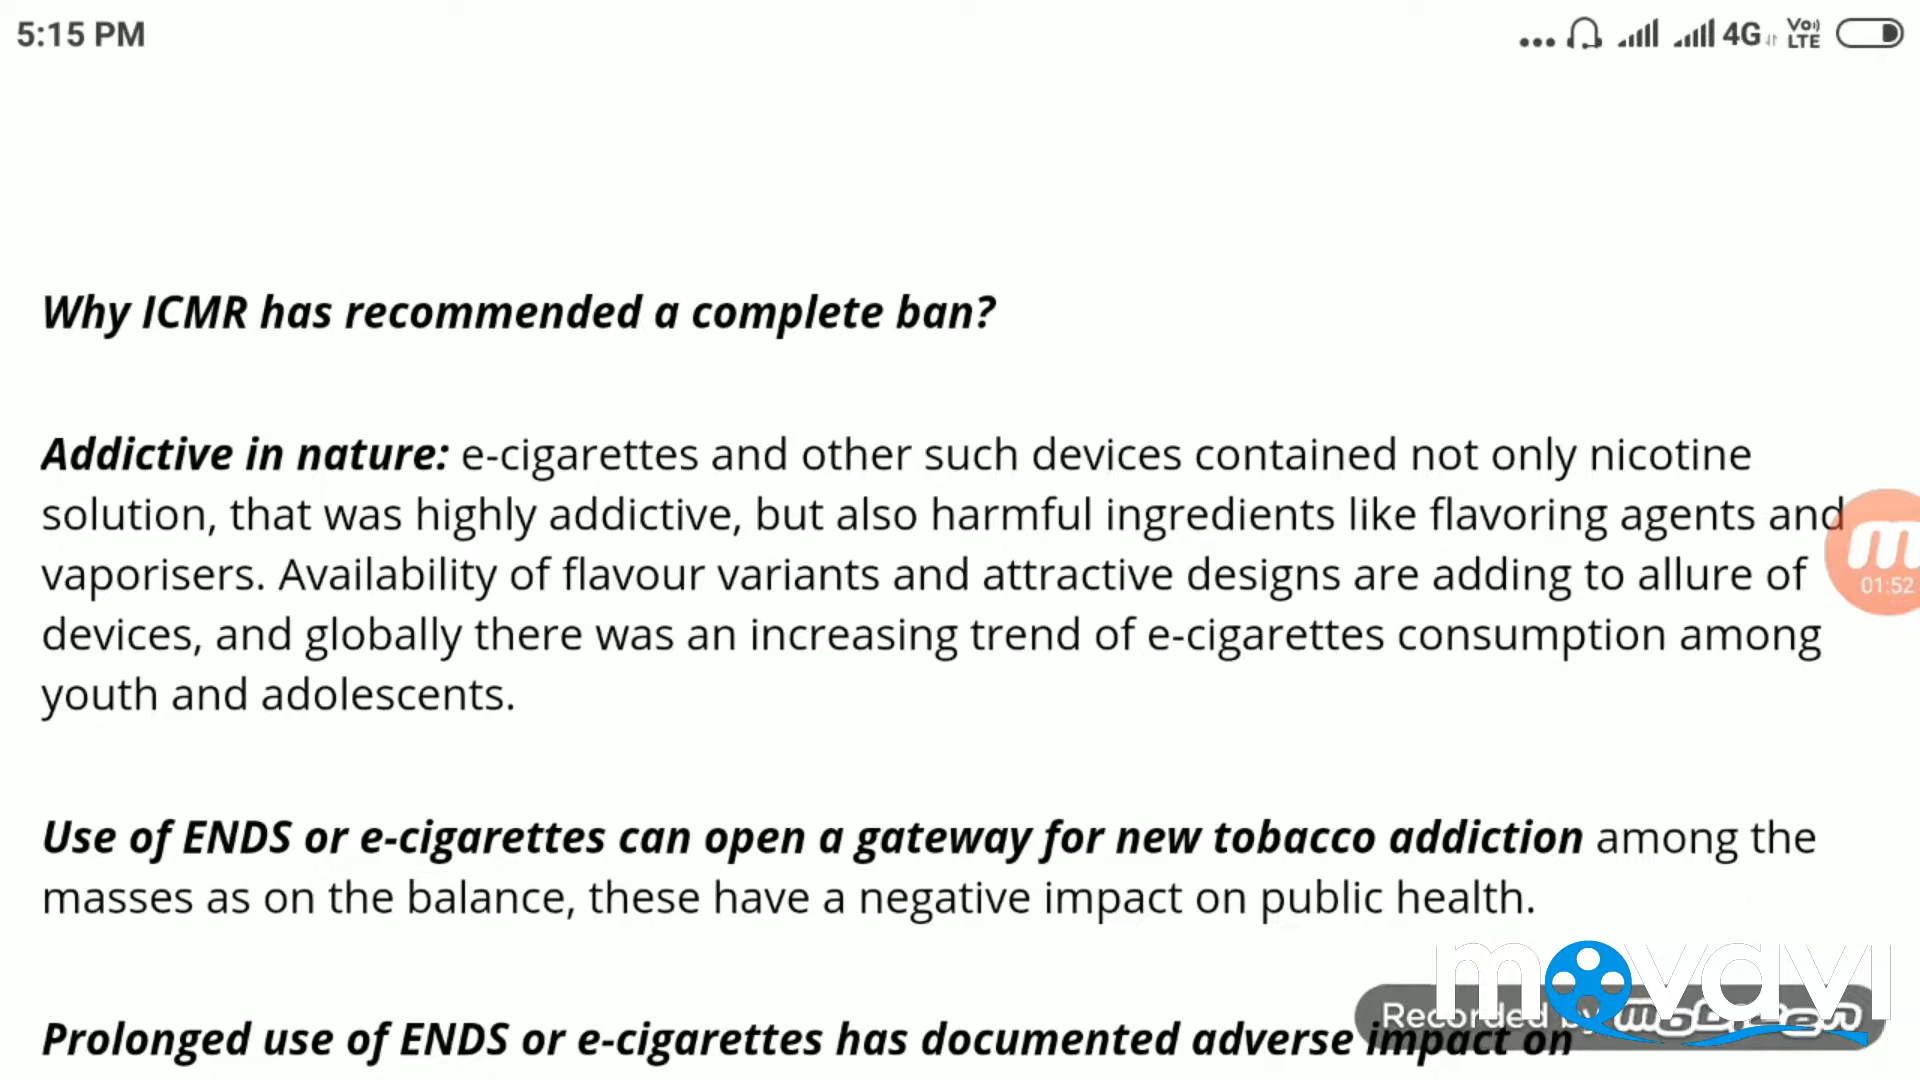 5:15 PM
4G
Vo))
LTE
Why ICMR has recommended a complete ban?
Addictive in nature: e-cigarettes and other such devices contained not only nicotine
solution, that was highly addictive, but also harmful ingredients like flavoring agents and
vaporisers. Availability of flavour variants and attractive designs are adding to allure of
devices, and globally there was an increasing trend of e-cigarettes consumption among
youth and adolescents.
01:52
Use of ENDS or e-cigarettes can open a gateway for new tobacco addiction among the
masses as on the balance, these have a negative impact on public health.
movavi
Recorded by mobizen
Prolonged use of ENDS or e-cigarettes has documented adverse impact on